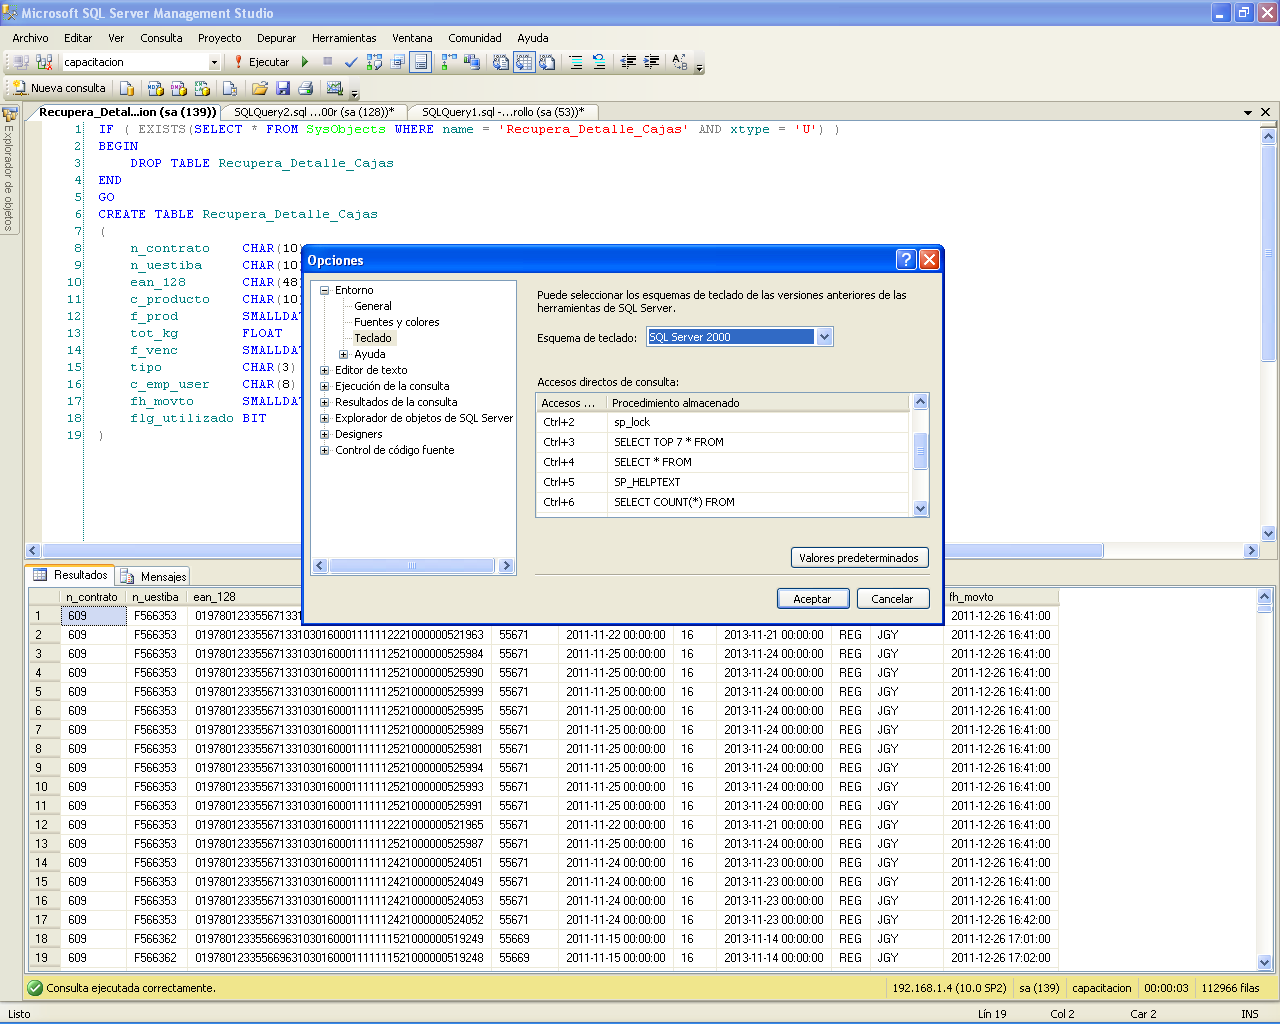 Microsoft SQL Server Management Studio
Archivo Editar Ver Consulta Proyecto Depurar Herramientas Ventana Comunidad Ayuda
capacitacion Ejecutar
Nueva consulta
Explorador de objetos
Recupera_Detal...ion (sa (139)) SQLQuery2.sql ...00r (sa (128))* SQLQuery1.sql -...rollo (sa (53))*
1 IF ( EXISTS(SELECT * FROM SysObjects WHERE name = 'Recupera_Detalle_Cajas' AND xtype = 'U') )
2 BEGIN
3 DROP TABLE Recupera_Detalle_Cajas
4 END
5 GO
6 CREATE TABLE Recupera_Detalle_Cajas
7 (
8 n_contrato CHAR(10)
9 n_uestiba CHAR(10)
10 ean_128 CHAR(48)
11 c_producto CHAR(10)
12 f_prod SMALLDAT
13 tot_kg FLOAT
14 f_venc SMALLDAT
15 tipo CHAR(3)
16 c_emp_user CHAR(8)
17 fh_movto SMALLDAT
18 flg_utilizado BIT
19 )
Opciones
Entorno
General
Fuentes y colores
Teclado
Ayuda
Editor de texto
Ejecución de la consulta
Resultados de la consulta
Explorador de objetos de SQL Server
Designers
Control de código fuente
Puede seleccionar los esquemas de teclado de las versiones anteriores de las
herramientas de SQL Server.
Esquema de teclado: SQL Server 2000
Accesos directos de consulta:
Accesos ... Procedimiento almacenado
Ctrl+2 sp_lock
Ctrl+3 SELECT TOP 7 * FROM
Ctrl+4 SELECT * FROM
Ctrl+5 SP_HELPTEXT
Ctrl+6 SELECT COUNT(*) FROM
Valores predeterminados
Aceptar Cancelar
Resultados Mensajes
n_contrato n_uestiba ean_128 fh_movto
1 609 F566353 2011-12-26 16:41:00
2 609 F566353 019780123355671331030160001111112221000000521963 55671 2011-11-22 00:00:00 16 2013-11-21 00:00:00 REG JGY 2011-12-26 16:41:00
3 609 F566353 019780123355671331030160001111112521000000525984 55671 2011-11-25 00:00:00 16 2013-11-24 00:00:00 REG JGY 2011-12-26 16:41:00
4 609 F566353 019780123355671331030160001111112521000000525990 55671 2011-11-25 00:00:00 16 2013-11-24 00:00:00 REG JGY 2011-12-26 16:41:00
5 609 F566353 019780123355671331030160001111112521000000525999 55671 2011-11-25 00:00:00 16 2013-11-24 00:00:00 REG JGY 2011-12-26 16:41:00
6 609 F566353 019780123355671331030160001111112521000000525995 55671 2011-11-25 00:00:00 16 2013-11-24 00:00:00 REG JGY 2011-12-26 16:41:00
7 609 F566353 019780123355671331030160001111112521000000525989 55671 2011-11-25 00:00:00 16 2013-11-24 00:00:00 REG JGY 2011-12-26 16:41:00
8 609 F566353 019780123355671331030160001111112521000000525981 55671 2011-11-25 00:00:00 16 2013-11-24 00:00:00 REG JGY 2011-12-26 16:41:00
9 609 F566353 019780123355671331030160001111112521000000525994 55671 2011-11-25 00:00:00 16 2013-11-24 00:00:00 REG JGY 2011-12-26 16:41:00
10 609 F566353 019780123355671331030160001111112521000000525993 55671 2011-11-25 00:00:00 16 2013-11-24 00:00:00 REG JGY 2011-12-26 16:41:00
11 609 F566353 019780123355671331030160001111112521000000525991 55671 2011-11-25 00:00:00 16 2013-11-24 00:00:00 REG JGY 2011-12-26 16:41:00
12 609 F566353 019780123355671331030160001111112221000000521965 55671 2011-11-22 00:00:00 16 2013-11-21 00:00:00 REG JGY 2011-12-26 16:41:00
13 609 F566353 019780123355671331030160001111112521000000525987 55671 2011-11-25 00:00:00 16 2013-11-24 00:00:00 REG JGY 2011-12-26 16:41:00
14 609 F566353 019780123355671331030160001111112421000000524051 55671 2011-11-24 00:00:00 16 2013-11-23 00:00:00 REG JGY 2011-12-26 16:41:00
15 609 F566353 019780123355671331030160001111112421000000524049 55671 2011-11-24 00:00:00 16 2013-11-23 00:00:00 REG JGY 2011-12-26 16:41:00
16 609 F566353 019780123355671331030160001111112421000000524053 55671 2011-11-24 00:00:00 16 2013-11-23 00:00:00 REG JGY 2011-12-26 16:41:00
17 609 F566353 019780123355671331030160001111112421000000524052 55671 2011-11-24 00:00:00 16 2013-11-23 00:00:00 REG JGY 2011-12-26 16:42:00
18 609 F566362 019780123355669631030160001111111521000000519249 55669 2011-11-15 00:00:00 16 2013-11-14 00:00:00 REG JGY 2011-12-26 17:01:00
19 609 F566362 019780123355669631030160001111111521000000519248 55669 2011-11-15 00:00:00 16 2013-11-14 00:00:00 REG JGY 2011-12-26 17:02:00
Consulta ejecutada correctamente. 192.168.1.4 (10.0 SP2) sa (139) capacitacion 00:00:03 112966 filas
Listo Lín 19 Col 2 Car 2 INS